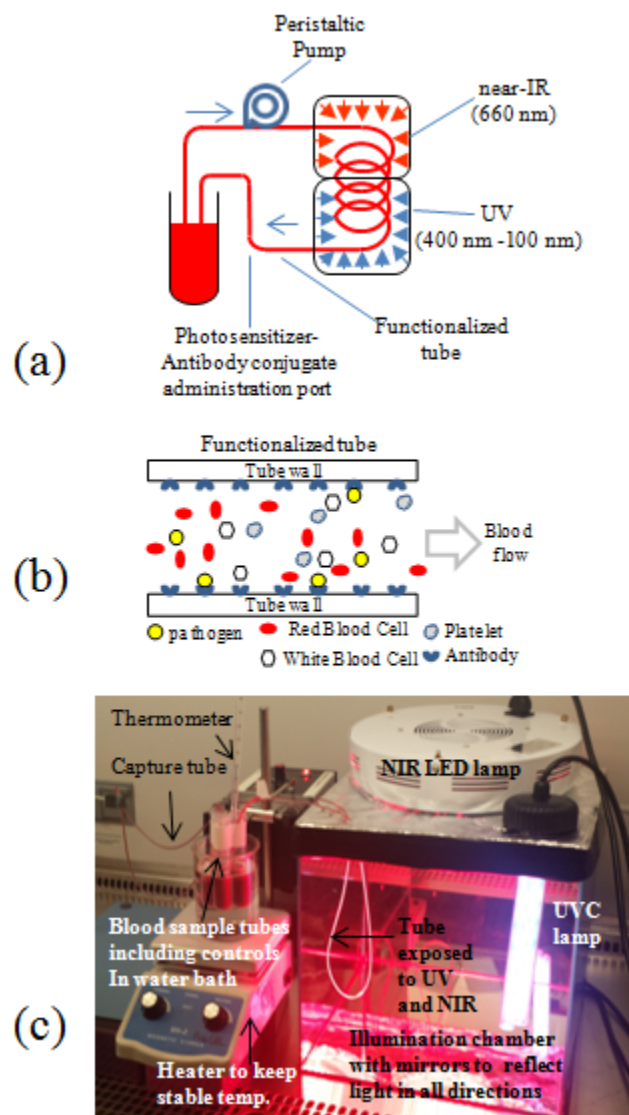 Peristaltic
Pump
near-IR
(660 nm)
UV
(400 nm -100 nm)
Photosensitizer-
Antibody conjugate
administration port
Functionalized
tube
(a)
Functionalized tube
Tube wall
Blood
flow
(b)
Tube wall
pathogen
Red Blood Cell
Platelet
White Blood Cell
Antibody
Thermometer
Capture tube
NIR LED lamp
UVC
lamp
Blood sample tubes
including controls
In water bath
Tube
exposed
to UV
and NIR
(c)
Heater to keep
stable temp.
Illumination chamber
with mirrors to reflect
light in all directions